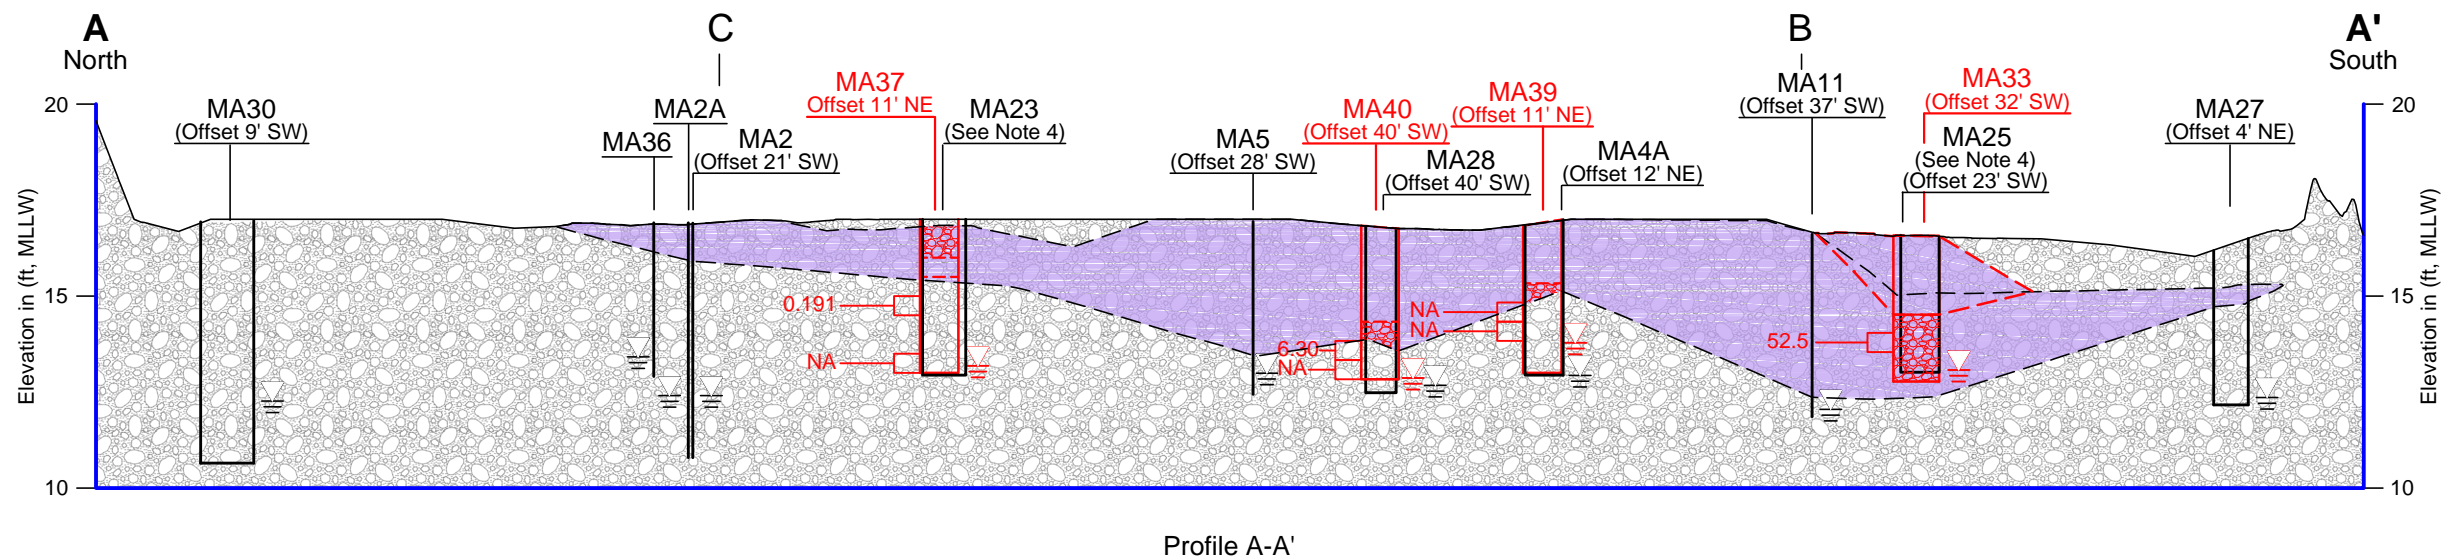 A
North
C
B
A'
South
MA30
(Offset 9' SW)
MA36
MA2A
MA2
(Offset 21' SW)
MA37
Offset 11' NE
MA23
(See Note 4)
MA5
(Offset 28' SW)
MA40
(Offset 40' SW)
MA28
(Offset 40' SW)
MA39
(Offset 11' NE)
MA4A
(Offset 12' NE)
MA11
(Offset 37' SW)
MA33
(Offset 32' SW)
MA25
(See Note 4)
(Offset 23' SW)
MA27
(Offset 4' NE)
20
15
10
Elevation in (ft, MLLW)
0.191
NA
6.30
NA
NA
NA
52.5
20
15
10
Elevation in (ft, MLLW)
Profile A-A'